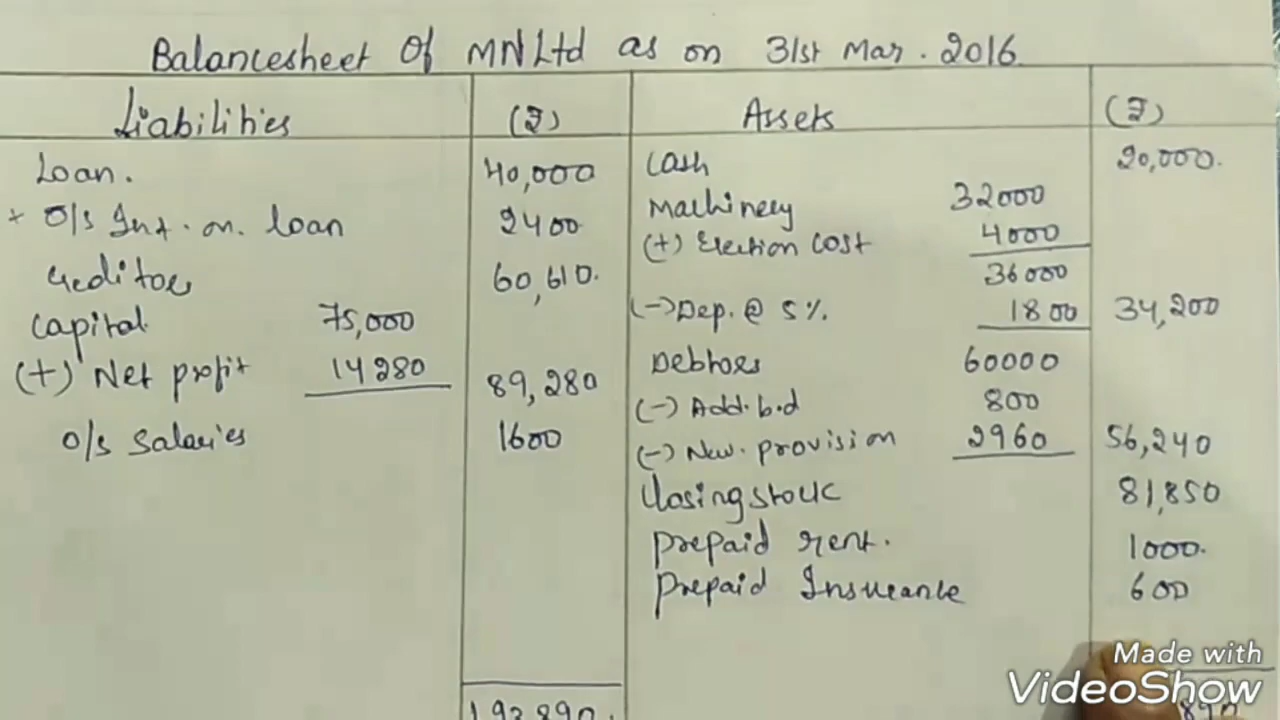 Balancesheet Of MN Ltd as on 31st Mar. 2016
Liabilities (₹) Assets (₹)
Loan. 40,000
+ O/s Int. on. loan 2400
Creditors 60,610.
Capital 75,000
(+) Net profit 14280 89,280
O/s Salaries 1600
193,890.
Cash 20,000.
Machinery 32000
(+) Erection cost 4000
36000
(-) Dep. @ 5% 1800 34,200
Debtors 60000
(-) Add. b.d 800
(-) New. provision 2960 56,240
Closing stock 81,850
Prepaid rent. 1000.
Prepaid Insurance 600
Made with
VideoShow